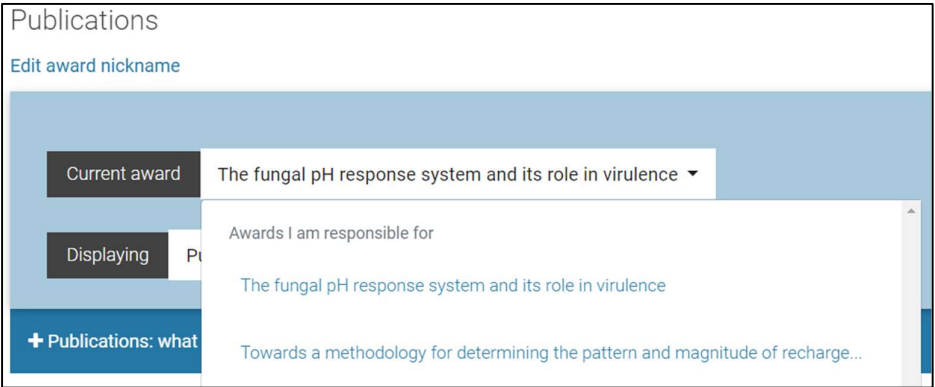 Publications
Edit award nickname
Current award The fungal pH response system and its role in virulence
Awards I am responsible for
Displaying
The fungal pH response system and its role in virulence
Publications: what
Towards a methodology for determining the pattern and magnitude of recharge...